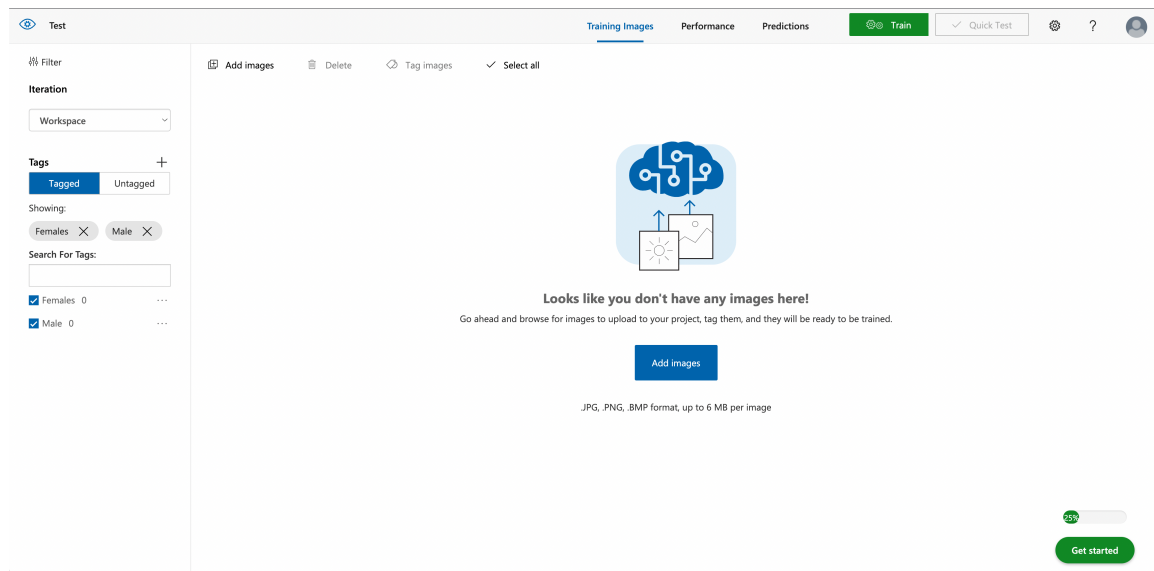 Test
Training Images Performance Predictions Train Quick Test ?
Filter
Iteration
Workspace
Tags
Tagged Untagged
Showing:
Females Male
Search For Tags:
Females 0 ...
Male 0 ...
Add images Delete Tag images Select all
Looks like you don't have any images here!
Go ahead and browse for images to upload to your project, tag them, and they will be ready to be trained.
Add images
.JPG, .PNG, .BMP format, up to 6 MB per image
25%
Get started